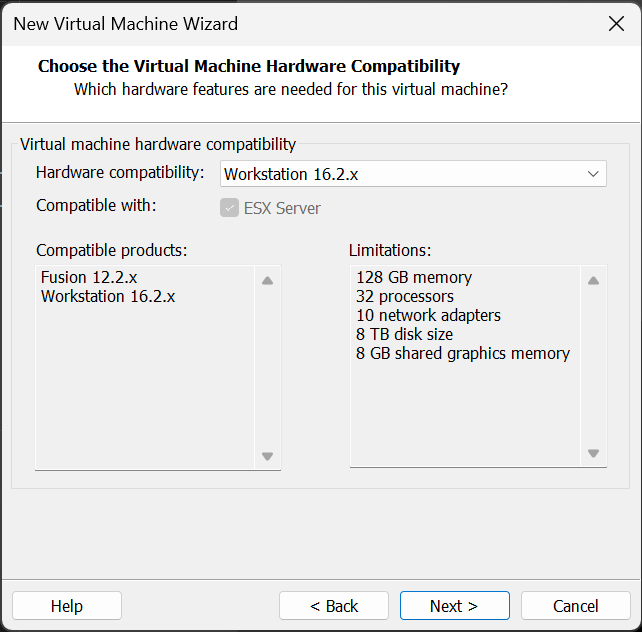 New Virtual Machine Wizard
Choose the Virtual Machine Hardware Compatibility
Which hardware features are needed for this virtual machine?
Virtual machine hardware compatibility
Hardware compatibility: Workstation 16.2.x
Compatible with: ESX Server
Compatible products:
Fusion 12.2.x
Workstation 16.2.x
Limitations:
128 GB memory
32 processors
10 network adapters
8 TB disk size
8 GB shared graphics memory
Help
< Back
Next >
Cancel